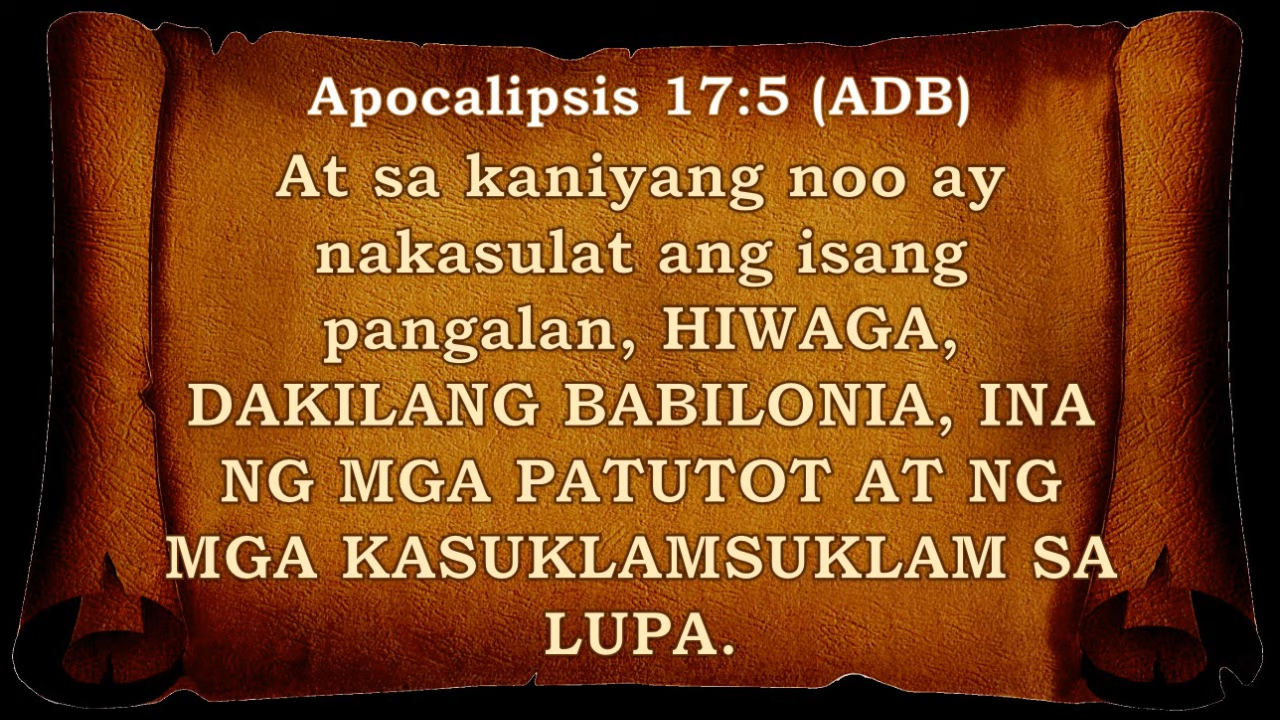 Apocalipsis 17:5 (ADB)
At sa kaniyang noo ay
nakasulat ang isang
pangalan, HIWAGA,
DAKILANG BABILONIA, INA
NG MGA PATUTOT AT NG
MGA KASUKLAMSUKLAM SA
LUPA.